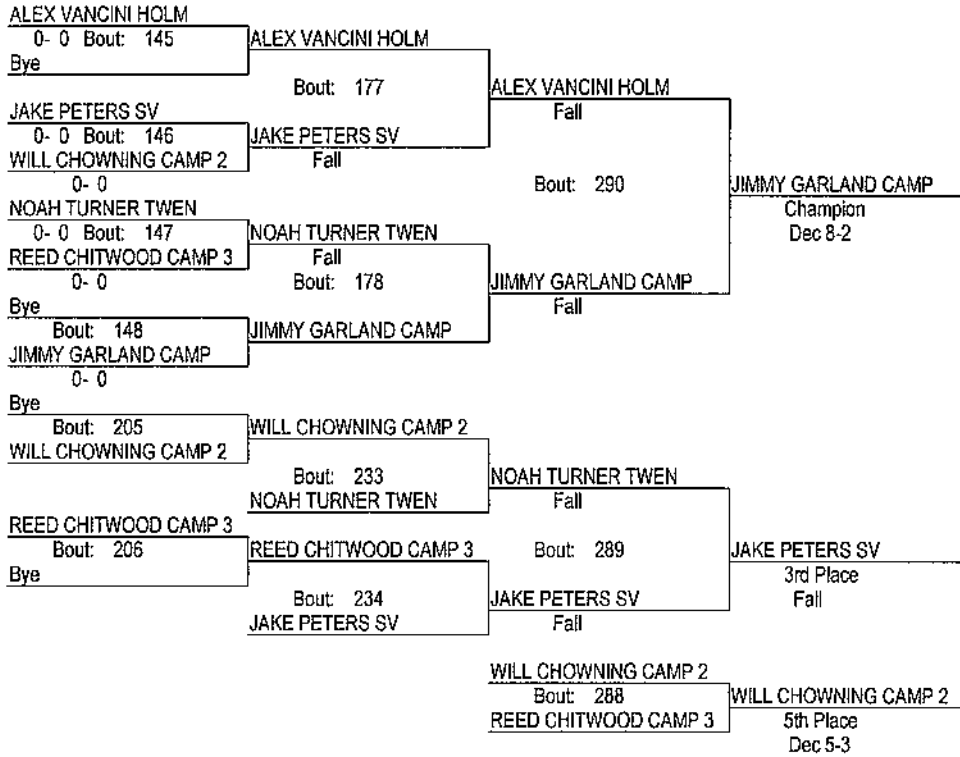 ALEX VANCINI HOLM
0- 0 Bout: 145
Bye
ALEX VANCINI HOLM
Bout: 177
JAKE PETERS SV
0- 0 Bout: 146
WILL CHOWNING CAMP 2
0- 0
JAKE PETERS SV
Fall
ALEX VANCINI HOLM
Fall
NOAH TURNER TWEN
0- 0 Bout: 147
REED CHITWOOD CAMP 3
0- 0
NOAH TURNER TWEN
Fall
Bout: 178
Bye
Bout: 148
JIMMY GARLAND CAMP
0- 0
JIMMY GARLAND CAMP
JIMMY GARLAND CAMP
Fall
Bout: 290
JIMMY GARLAND CAMP
Champion
Dec 8-2
Bye
Bout: 205
WILL CHOWNING CAMP 2
WILL CHOWNING CAMP 2
Bout: 233
NOAH TURNER TWEN
NOAH TURNER TWEN
Fall
REED CHITWOOD CAMP 3
Bout: 206
Bye
REED CHITWOOD CAMP 3
Bout: 234
JAKE PETERS SV
JAKE PETERS SV
Fall
Bout: 289
JAKE PETERS SV
3rd Place
Fall
WILL CHOWNING CAMP 2
Bout: 288
REED CHITWOOD CAMP 3
WILL CHOWNING CAMP 2
5th Place
Dec 5-3